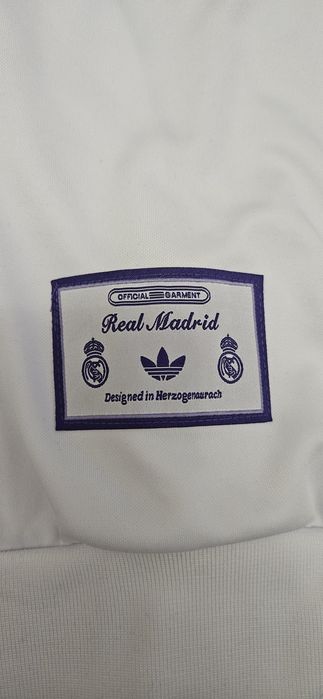 OFFICIAL GARMENT
Real Madrid
Designed in Herzogenaurach